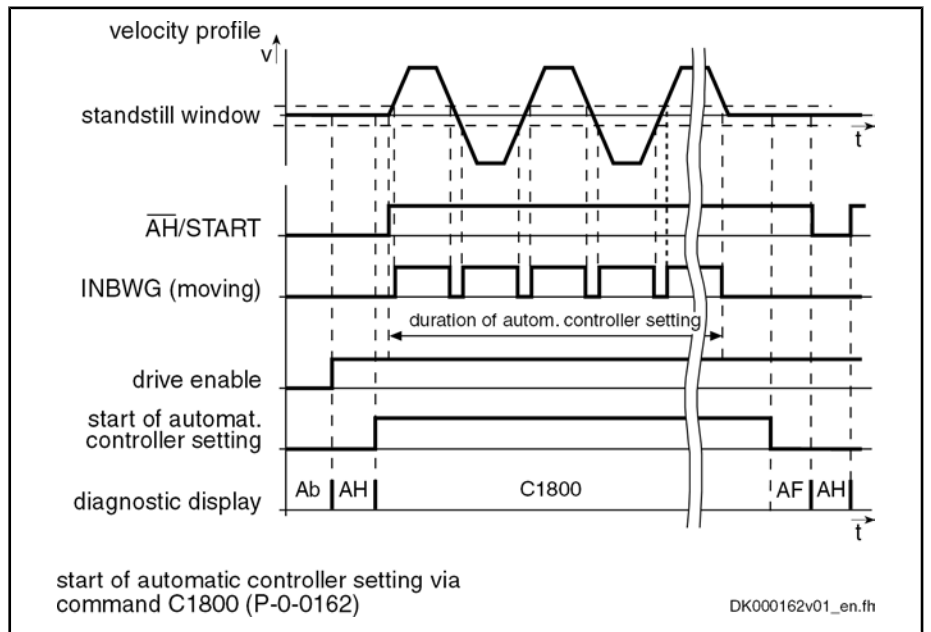 velocity profile
v
standstill window
t
A̅H̅/START
INBWG (moving)
duration of autom. controller setting
drive enable
start of automat.
controller setting
diagnostic display
Ab AH C1800 AF AH
t
start of automatic controller setting via
command C1800 (P-0-0162)
DK000162v01_en.fh